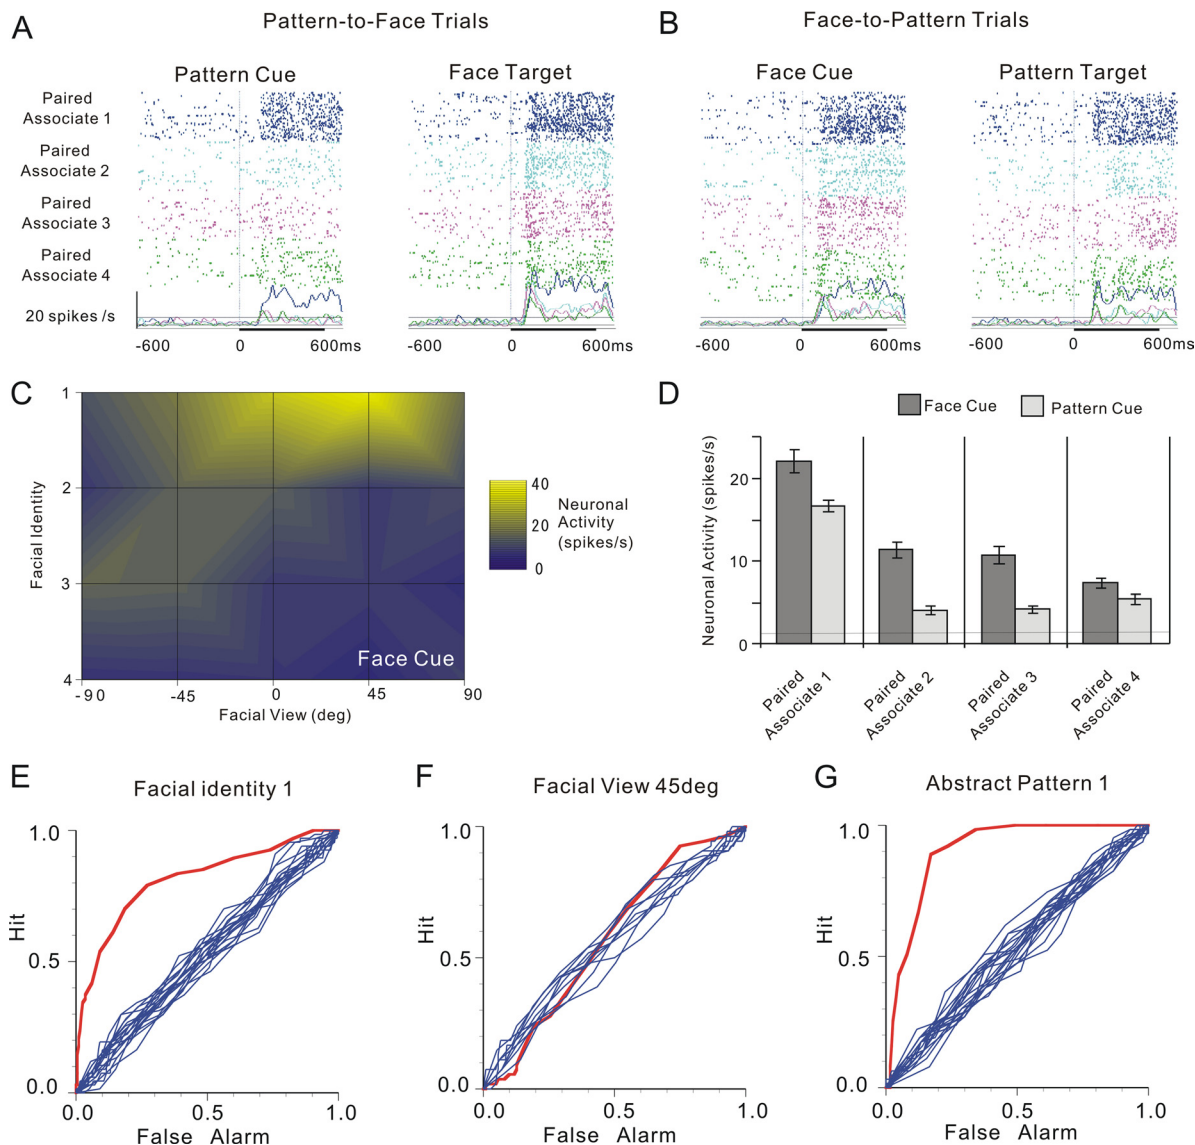 A
Pattern-to-Face Trials
Pattern Cue
Face Target
Paired
Associate 1
Paired
Associate 2
Paired
Associate 3
Paired
Associate 4
20 spikes /s
-600 0 600ms
-600 0 600ms
B
Face-to-Pattern Trials
Face Cue
Pattern Target
-600 0 600ms
-600 0 600ms
C
1
2
3
4
Facial Identity
Face Cue
-90 -45 0 45 90
Facial View (deg)
40
20
0
Neuronal
Activity
(spikes/s)
D
Face Cue
Pattern Cue
Neuronal Activity (spikes/s)
20
10
0
Paired
Associate 1
Paired
Associate 2
Paired
Associate 3
Paired
Associate 4
E
Facial identity 1
Hit
1.0
0.5
0.0
0.0 0.5 1.0
False Alarm
F
Facial View 45deg
Hit
1.0
0.5
0.0
0.0 0.5 1.0
False Alarm
G
Abstract Pattern 1
Hit
1.0
0.5
0.0
0.0 0.5 1.0
False Alarm